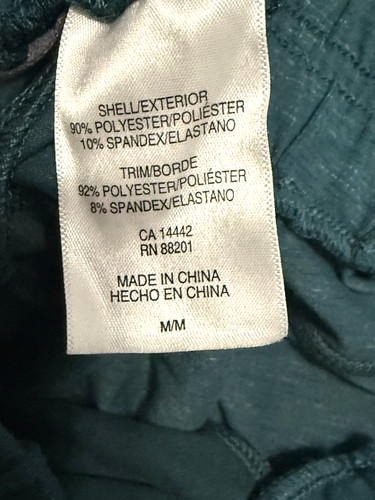 SHELL/EXTERIOR
90% POLYESTER/POLIÉSTER
10% SPANDEX/ELASTANO
TRIM/BORDE
92% POLYESTER/POLIÉSTER
8% SPANDEX/ELASTANO
CA 14442
RN 88201
MADE IN CHINA
HECHO EN CHINA
M/M